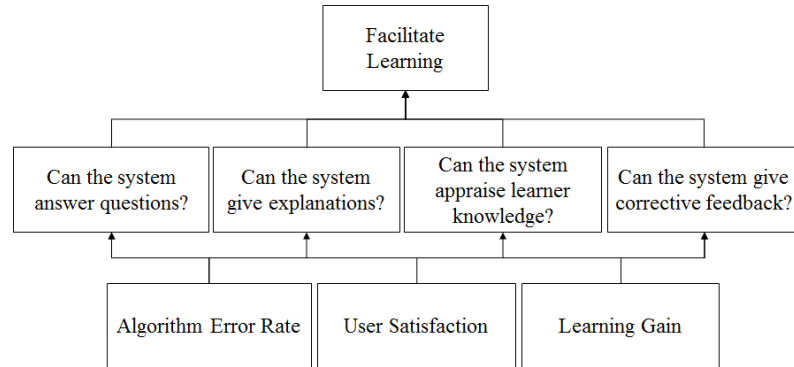 Facilitate
Learning
Can the system
answer questions?
Can the system
give explanations?
Can the system
appraise learner
knowledge?
Can the system give
corrective feedback?
Algorithm Error Rate
User Satisfaction
Learning Gain